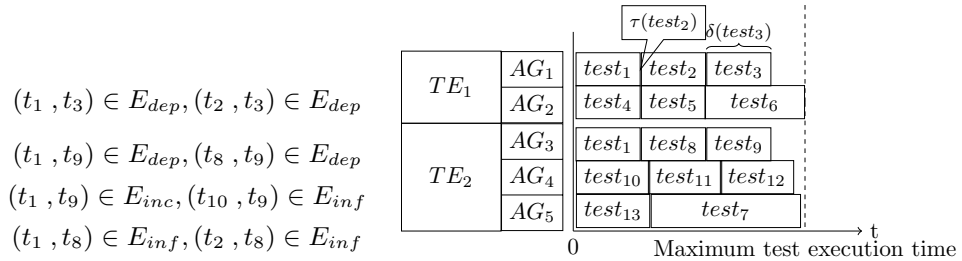 τ(test₂)
δ(test₃)
TE₁ AG₁ test₁ test₂ test₃
(t₁ , t₃) ∈ E_dep, (t₂ , t₃) ∈ E_dep
AG₂ test₄ test₅ test₆
(t₁ , t₉) ∈ E_dep, (t₈ , t₉) ∈ E_dep
TE₂ AG₃ test₁ test₈ test₉
(t₁ , t₉) ∈ E_inc, (t₁₀ , t₉) ∈ E_inf
AG₄ test₁₀ test₁₁ test₁₂
(t₁ , t₈) ∈ E_inf, (t₂ , t₈) ∈ E_inf
AG₅ test₁₃ test₇
t
0 Maximum test execution time